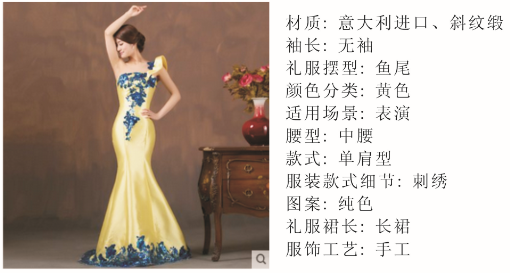 材质: 意大利进口、斜纹缎
袖长: 无袖
礼服摆型: 鱼尾
颜色分类: 黄色
适用场景: 表演
腰型: 中腰
款式: 单肩型
服装款式细节: 刺绣
图案: 纯色
礼服裙长: 长裙
服饰工艺: 手工